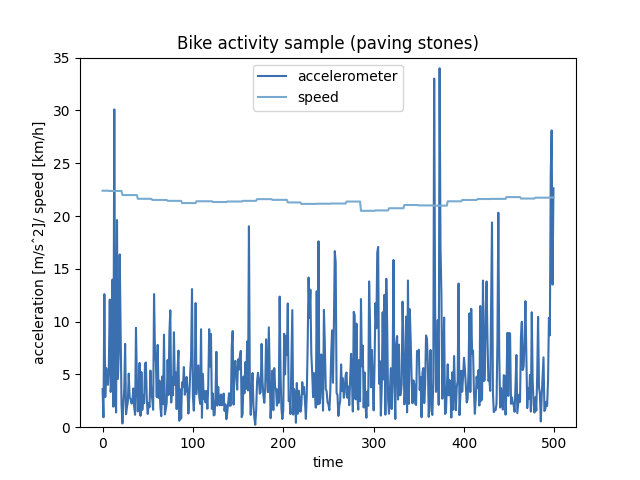 Bike activity sample (paving stones)
accelerometer
speed
35
30
25
20
15
10
5
0
acceleration [m/s^2]/ speed [km/h]
0 100 200 300 400 500
time